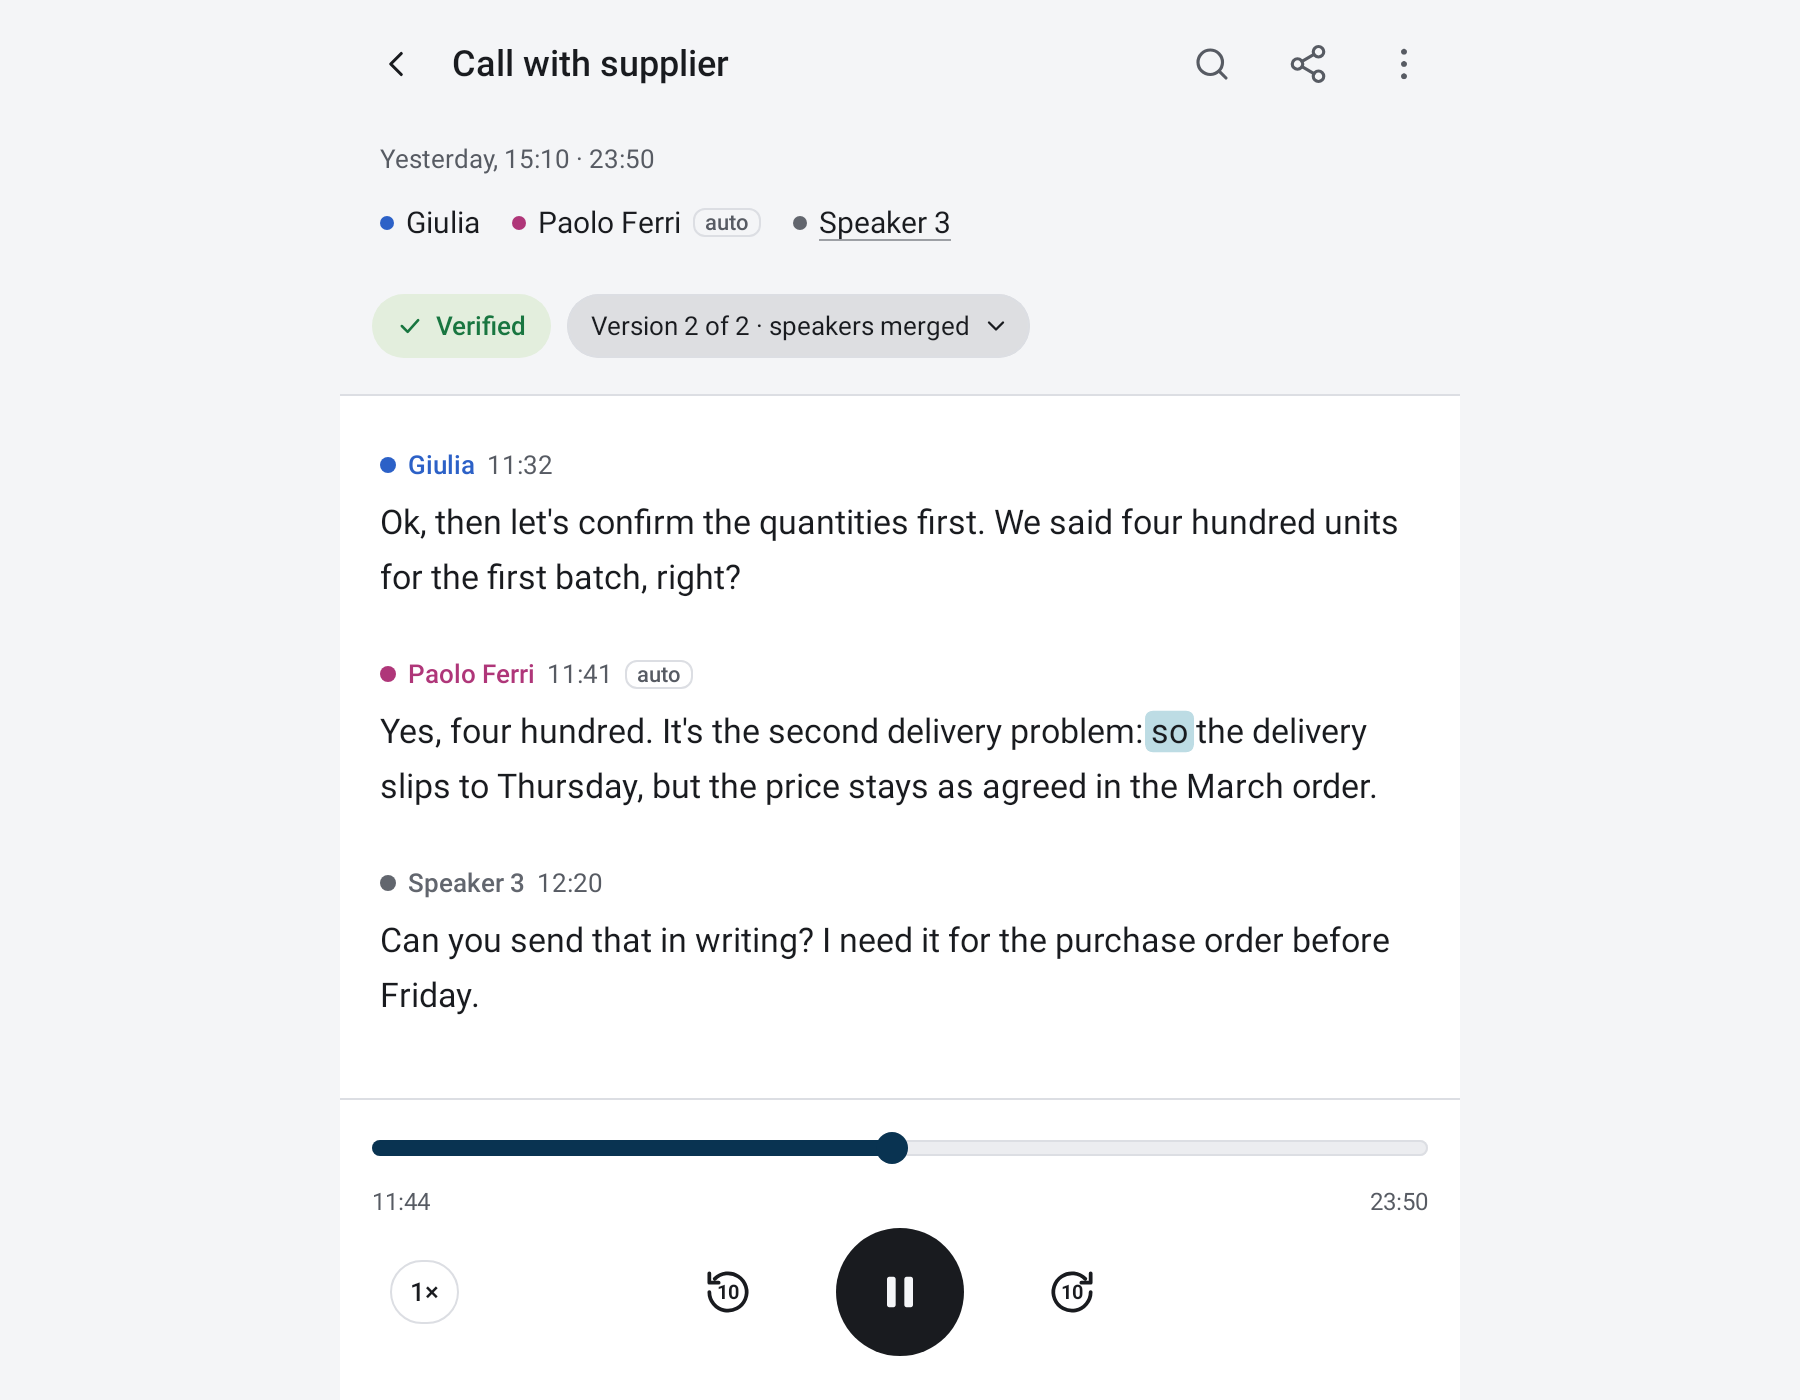 Call with supplier
Yesterday, 15:10 · 23:50
Giulia Paolo Ferri auto Speaker 3
Verified Version 2 of 2 · speakers merged
Giulia 11:32
Ok, then let's confirm the quantities first. We said four hundred units
for the first batch, right?
Paolo Ferri 11:41 auto
Yes, four hundred. It's the second delivery problem: so the delivery
slips to Thursday, but the price stays as agreed in the March order.
Speaker 3 12:20
Can you send that in writing? I need it for the purchase order before
Friday.
11:44 23:50
1× 10 10